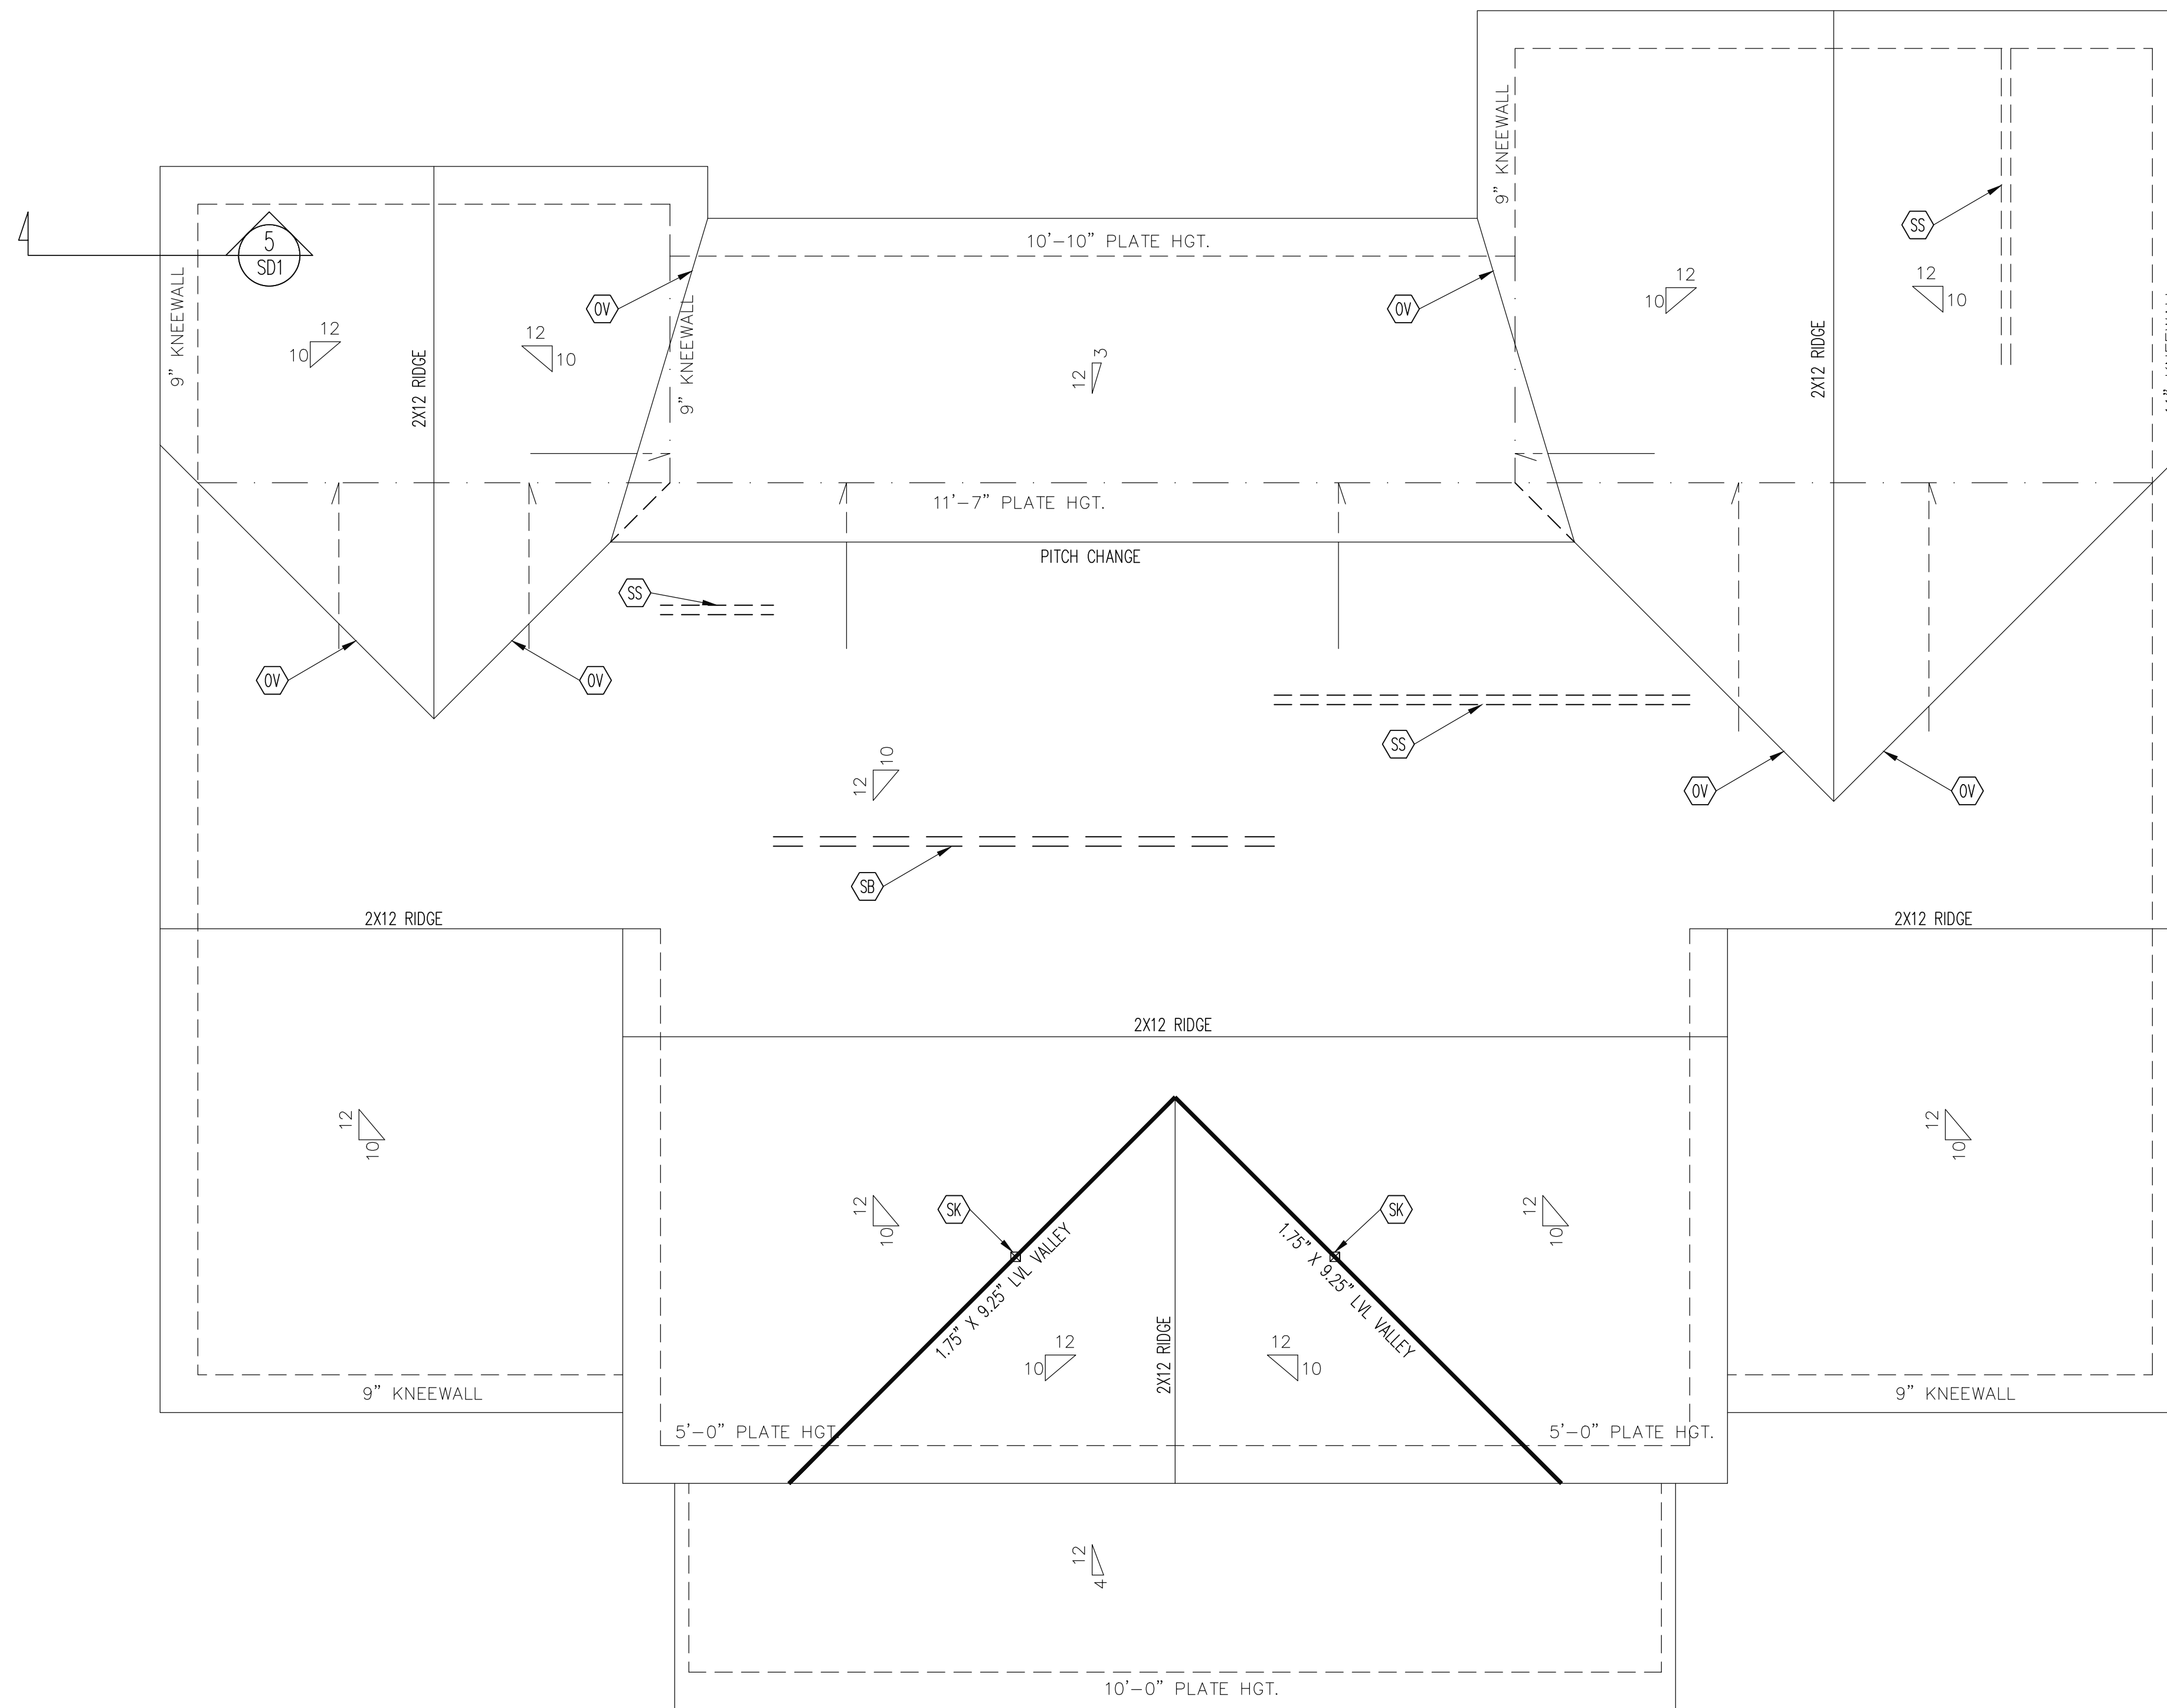 9" KNEEWALL
10'-10" PLATE HGT.
5
SD1
SS
9" KNEEWALL
12
10
12
10
OV
9" KNEEWALL
OV
12
10
12
10
2X12 RIDGE
12
3
2X12 RIDGE
11'-7" PLATE HGT.
PITCH CHANGE
SS
OV
OV
SS
12
10
OV
OV
SB
2X12 RIDGE
2X12 RIDGE
2X12 RIDGE
12
10
12
10
12
10
SK
SK
12
10
1.75" X 9.25" LVL VALLEY
1.75" X 9.25" LVL VALLEY
12
10
2X12 RIDGE
12
10
9" KNEEWALL
9" KNEEWALL
5'-0" PLATE HGT.
5'-0" PLATE HGT.
12
4
10'-0" PLATE HGT.